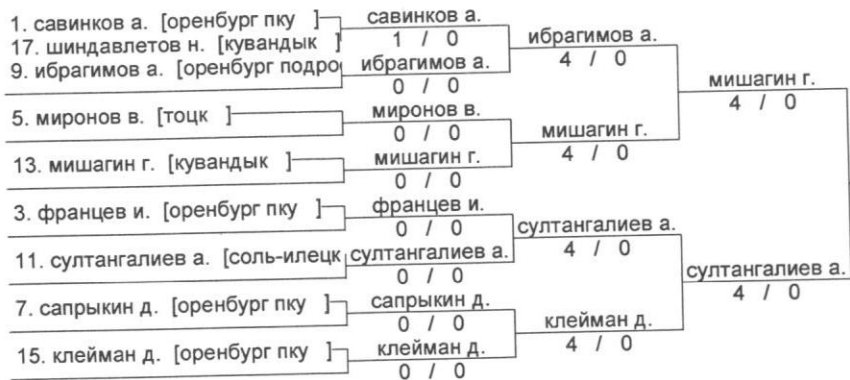 1. савинков а. [оренбург пку ]
17. шиндавлетов н. [кувандык ]
9. ибрагимов а. [оренбург подро
5. миронов в. [тоцк ]
13. мишагин г. [кувандык ]
3. францев и. [оренбург пку ]
11. султангалиев а. [соль-илецк
7. сапрыкин д. [оренбург пку ]
15. клейман д. [оренбург пку ]
савинков а.
1 / 0
ибрагимов а.
0 / 0
миронов в.
0 / 0
мишагин г.
0 / 0
францев и.
0 / 0
султангалиев а.
0 / 0
сапрыкин д.
0 / 0
клейман д.
0 / 0
ибрагимов а.
4 / 0
мишагин г.
4 / 0
султангалиев а.
4 / 0
клейман д.
4 / 0
мишагин г.
4 / 0
султангалиев а.
4 / 0